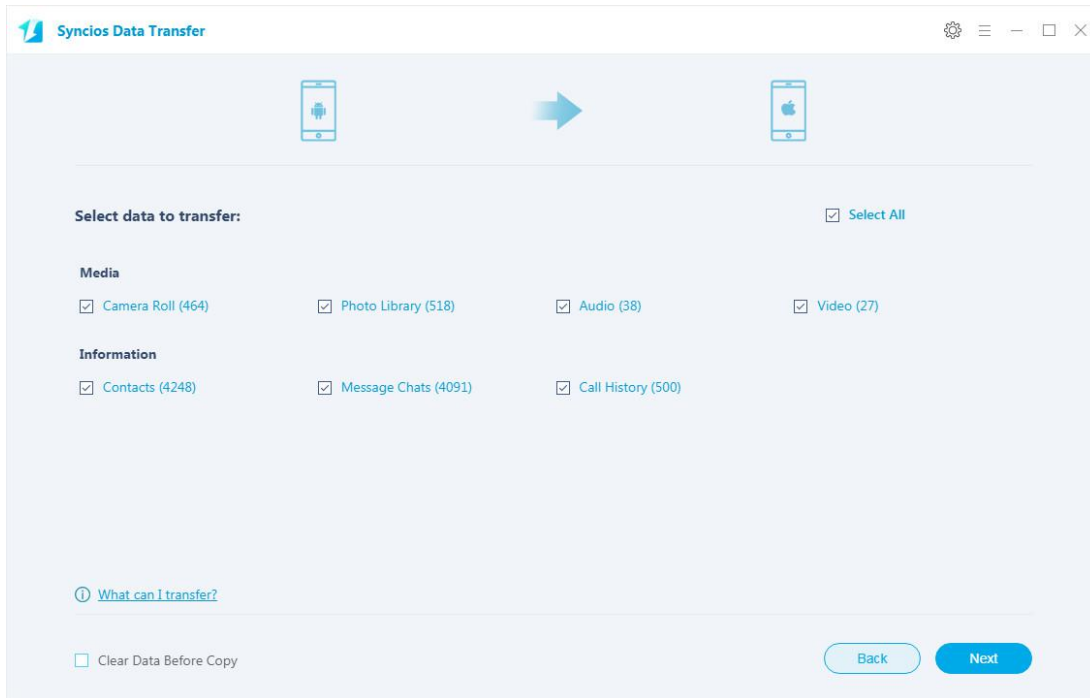 Syncios Data Transfer
Select data to transfer:
Select All
Media
Camera Roll (464) Photo Library (518) Audio (38) Video (27)
Information
Contacts (4248) Message Chats (4091) Call History (500)
What can I transfer?
Clear Data Before Copy
Back Next